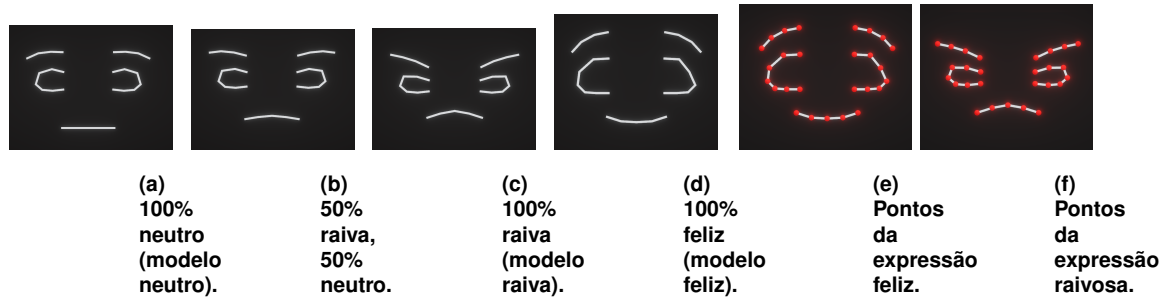 (a)
100%
neutro
(modelo
neutro).
(b)
50%
raiva,
50%
neutro.
(c)
100%
raiva
(modelo
raiva).
(d)
100%
feliz
(modelo
feliz).
(e)
Pontos
da
expressão
feliz.
(f)
Pontos
da
expressão
raivosa.